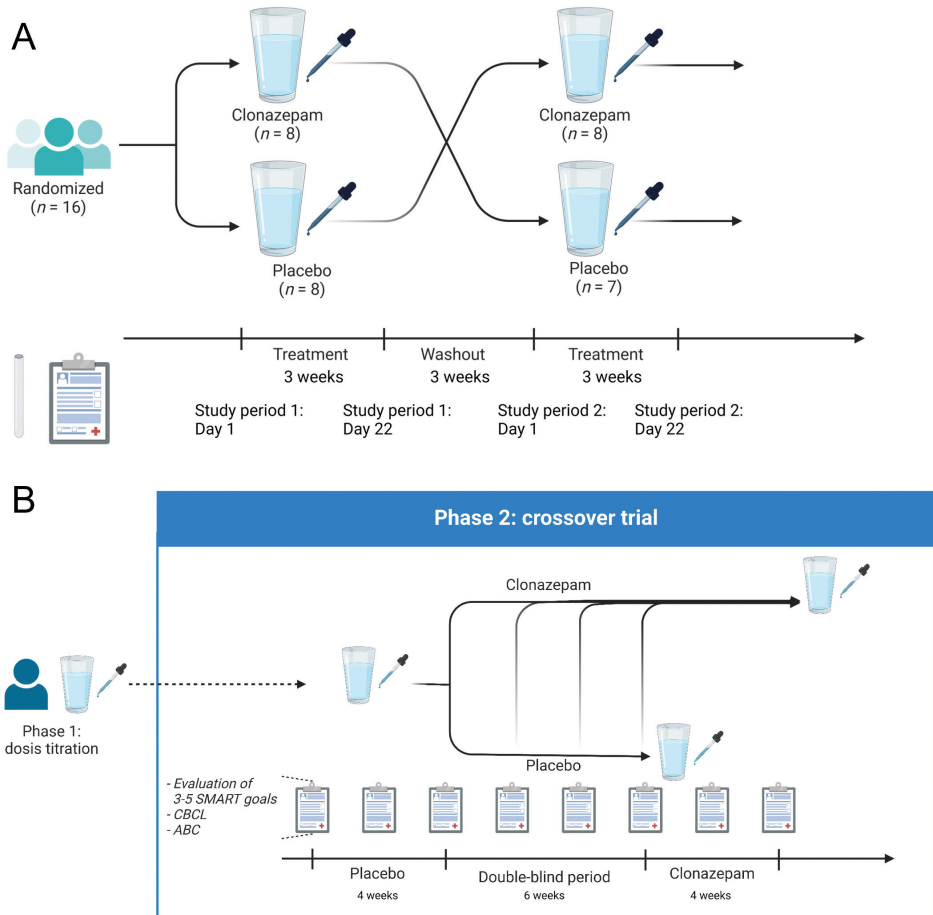 A
Clonazepam
(n = 8)
Clonazepam
(n = 8)
Randomized
(n = 16)
Placebo
(n = 8)
Placebo
(n = 7)
Treatment
3 weeks
Washout
3 weeks
Treatment
3 weeks
Study period 1:
Day 1
Study period 1:
Day 22
Study period 2:
Day 1
Study period 2:
Day 22
B
Phase 2: crossover trial
Clonazepam
Phase 1:
dosis titration
Placebo
- Evaluation of
3-5 SMART goals
- CBCL
- ABC
Placebo
4 weeks
Double-blind period
6 weeks
Clonazepam
4 weeks